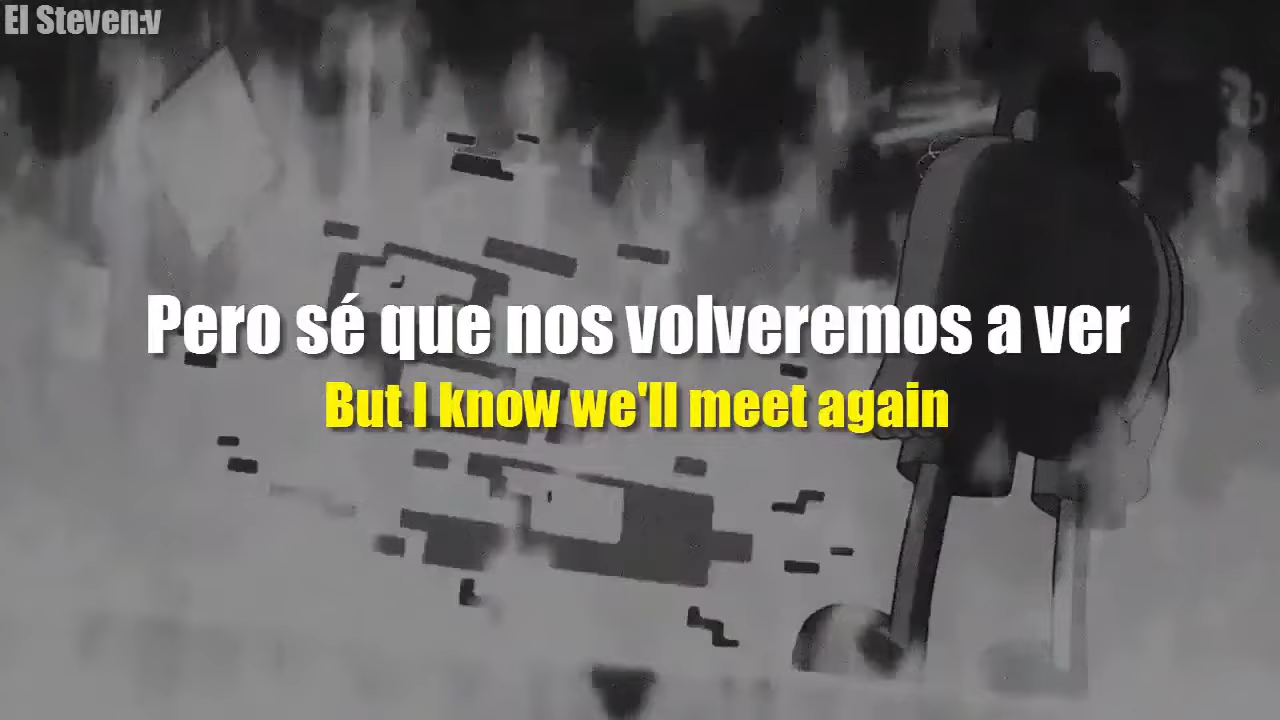 El Steven:v
Pero sé que nos volveremos a ver
But I know we'll meet again